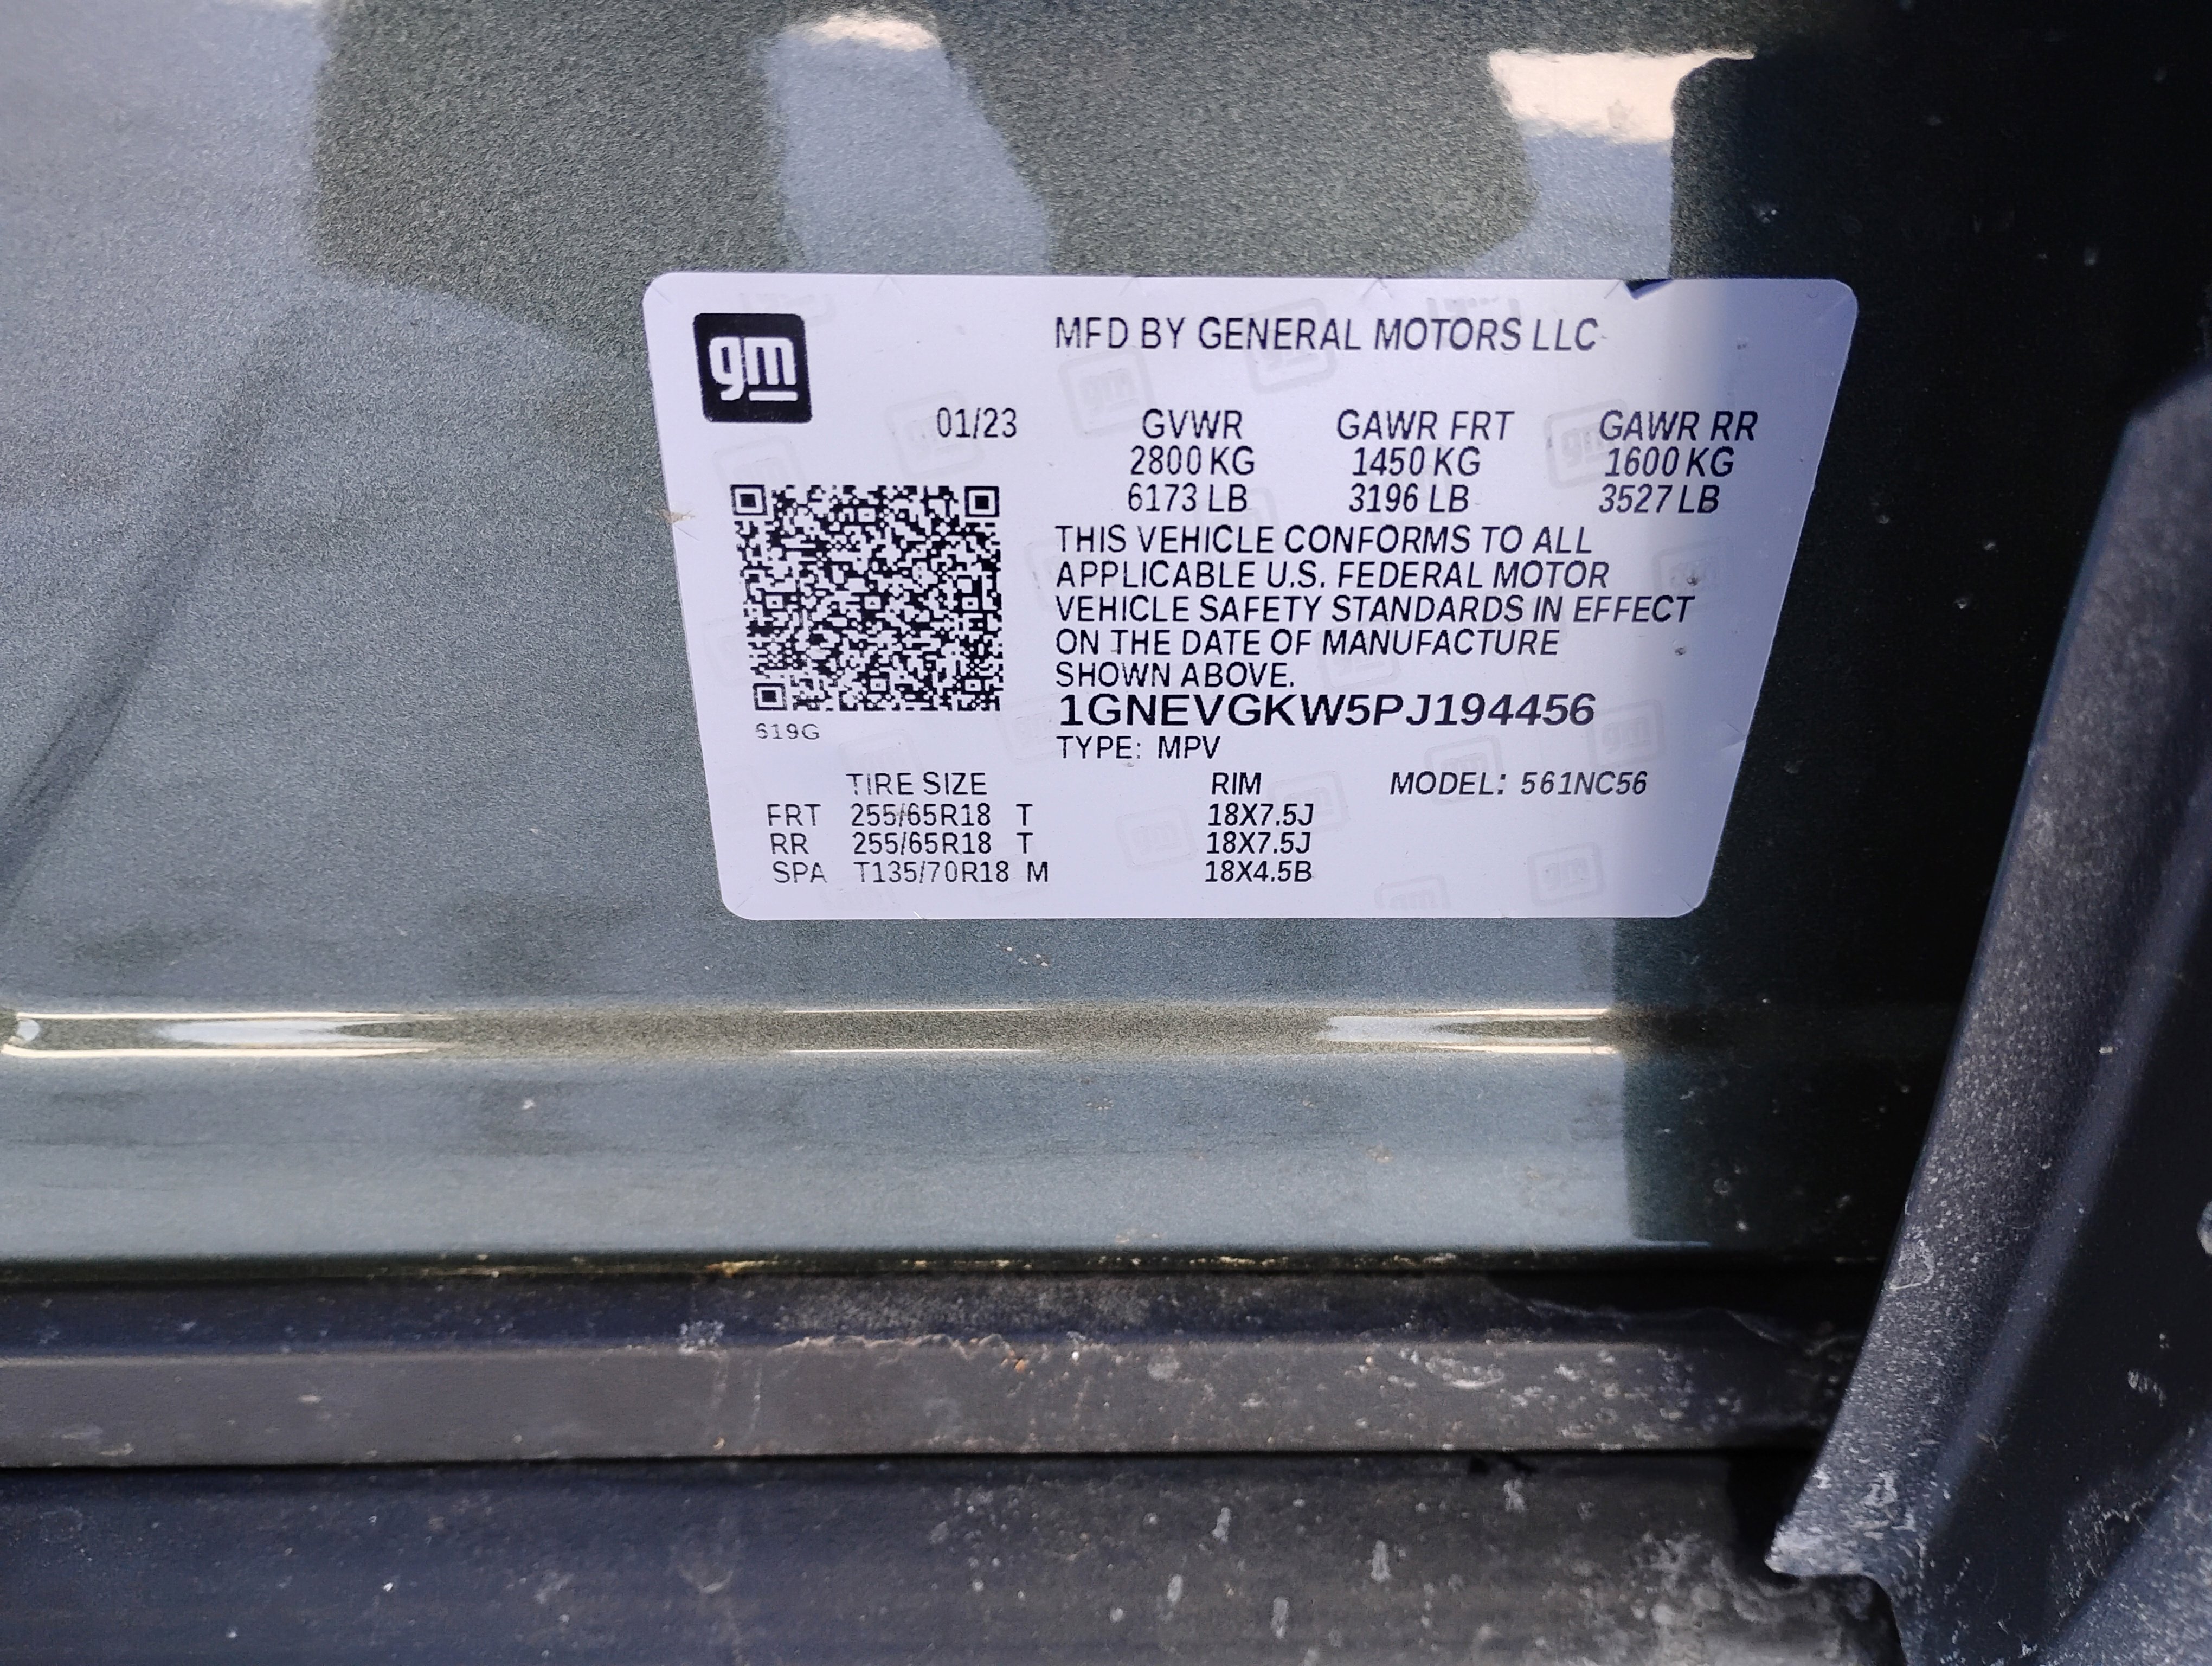 gm
MFD BY GENERAL MOTORS LLC
01/23 GVWR GAWR FRT GAWR RR
2800 KG 1450 KG 1600 KG
6173 LB 3196 LB 3527 LB
THIS VEHICLE CONFORMS TO ALL
APPLICABLE U.S. FEDERAL MOTOR
VEHICLE SAFETY STANDARDS IN EFFECT
ON THE DATE OF MANUFACTURE
SHOWN ABOVE.
1GNEVGKW5PJ194456
619G
TYPE: MPV
TIRE SIZE RIM MODEL: 561NC56
FRT 255/65R18 T 18X7.5J
RR 255/65R18 T 18X7.5J
SPA T135/70R18 M 18X4.5B